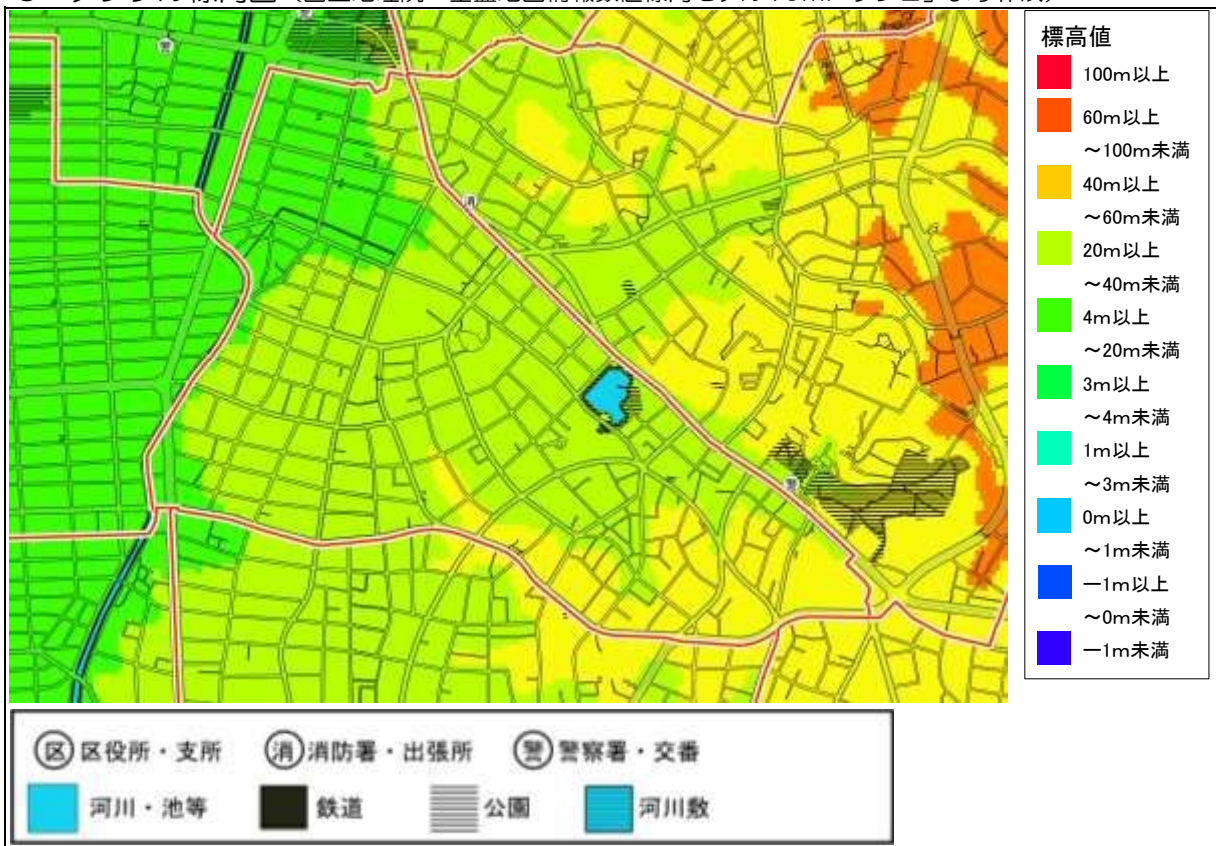 標高値
100m以上
60m以上
～100m未満
40m以上
～60m未満
20m以上
～40m未満
4m以上
～20m未満
3m以上
～4m未満
1m以上
～3m未満
0m以上
～1m未満
－1m以上
～0m未満
－1m未満
消
警
区 区役所・支所
消 消防署・出張所
警 警察署・交番
河川・池等
鉄道
公園
河川敷